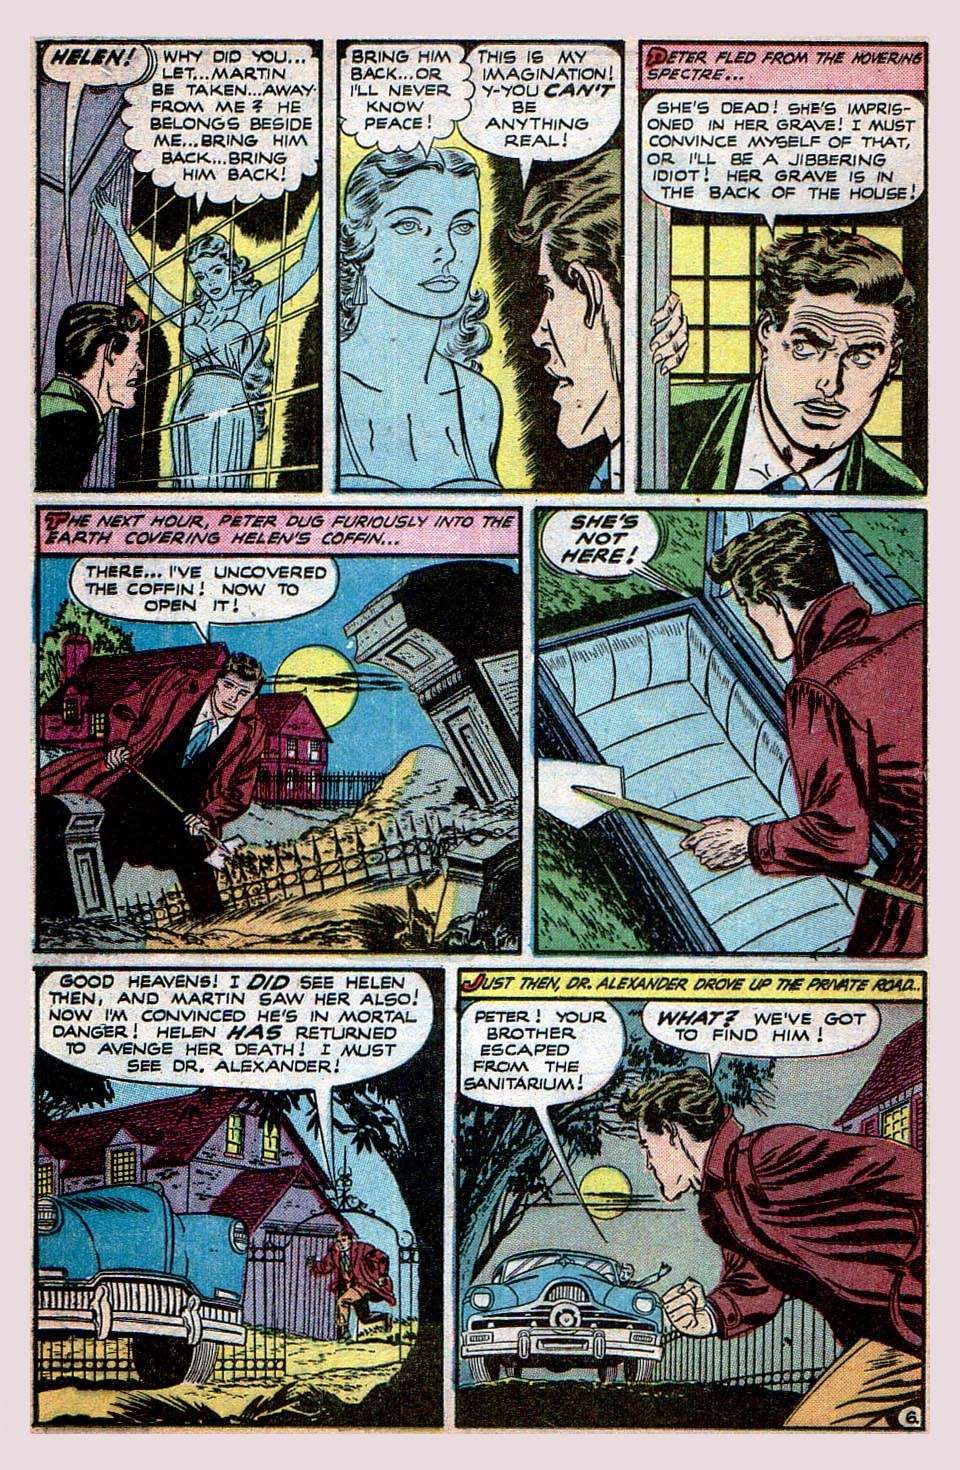 HELEN!
WHY DID YOU...
LET...MARTIN
BE TAKEN...AWAY-
FROM ME? HE
BELONGS BESIDE
ME...BRING HIM
BACK...BRING
HIM BACK!
BRING HIM
BACK...OR
I'LL NEVER
KNOW
PEACE!
THIS IS MY
IMAGINATION!
Y-YOU CAN'T
BE
ANYTHING
REAL!
PETER FLED FROM THE HOVERING
SPECTRE...
SHE'S DEAD! SHE'S IMPRIS-
ONED IN HER GRAVE! I MUST
CONVINCE MYSELF OF THAT,
OR I'LL BE A JIBBERING
IDIOT! HER GRAVE IS IN
THE BACK OF THE HOUSE!
THE NEXT HOUR, PETER DUG FURIOUSLY INTO THE
EARTH COVERING HELEN'S COFFIN...
THERE... I'VE UNCOVERED
THE COFFIN! NOW TO
OPEN IT!
SHE'S
NOT
HERE!
GOOD HEAVENS! I DID SEE HELEN
THEN, AND MARTIN SAW HER ALSO!
NOW I'M CONVINCED HE'S IN MORTAL
DANGER! HELEN HAS RETURNED
TO AVENGE HER DEATH! I MUST
SEE DR. ALEXANDER!
JUST THEN, DR. ALEXANDER DROVE UP THE PRIVATE ROAD..
PETER! YOUR
BROTHER
ESCAPED
FROM THE
SANITARIUM!
WHAT? WE'VE GOT
TO FIND HIM!
6.